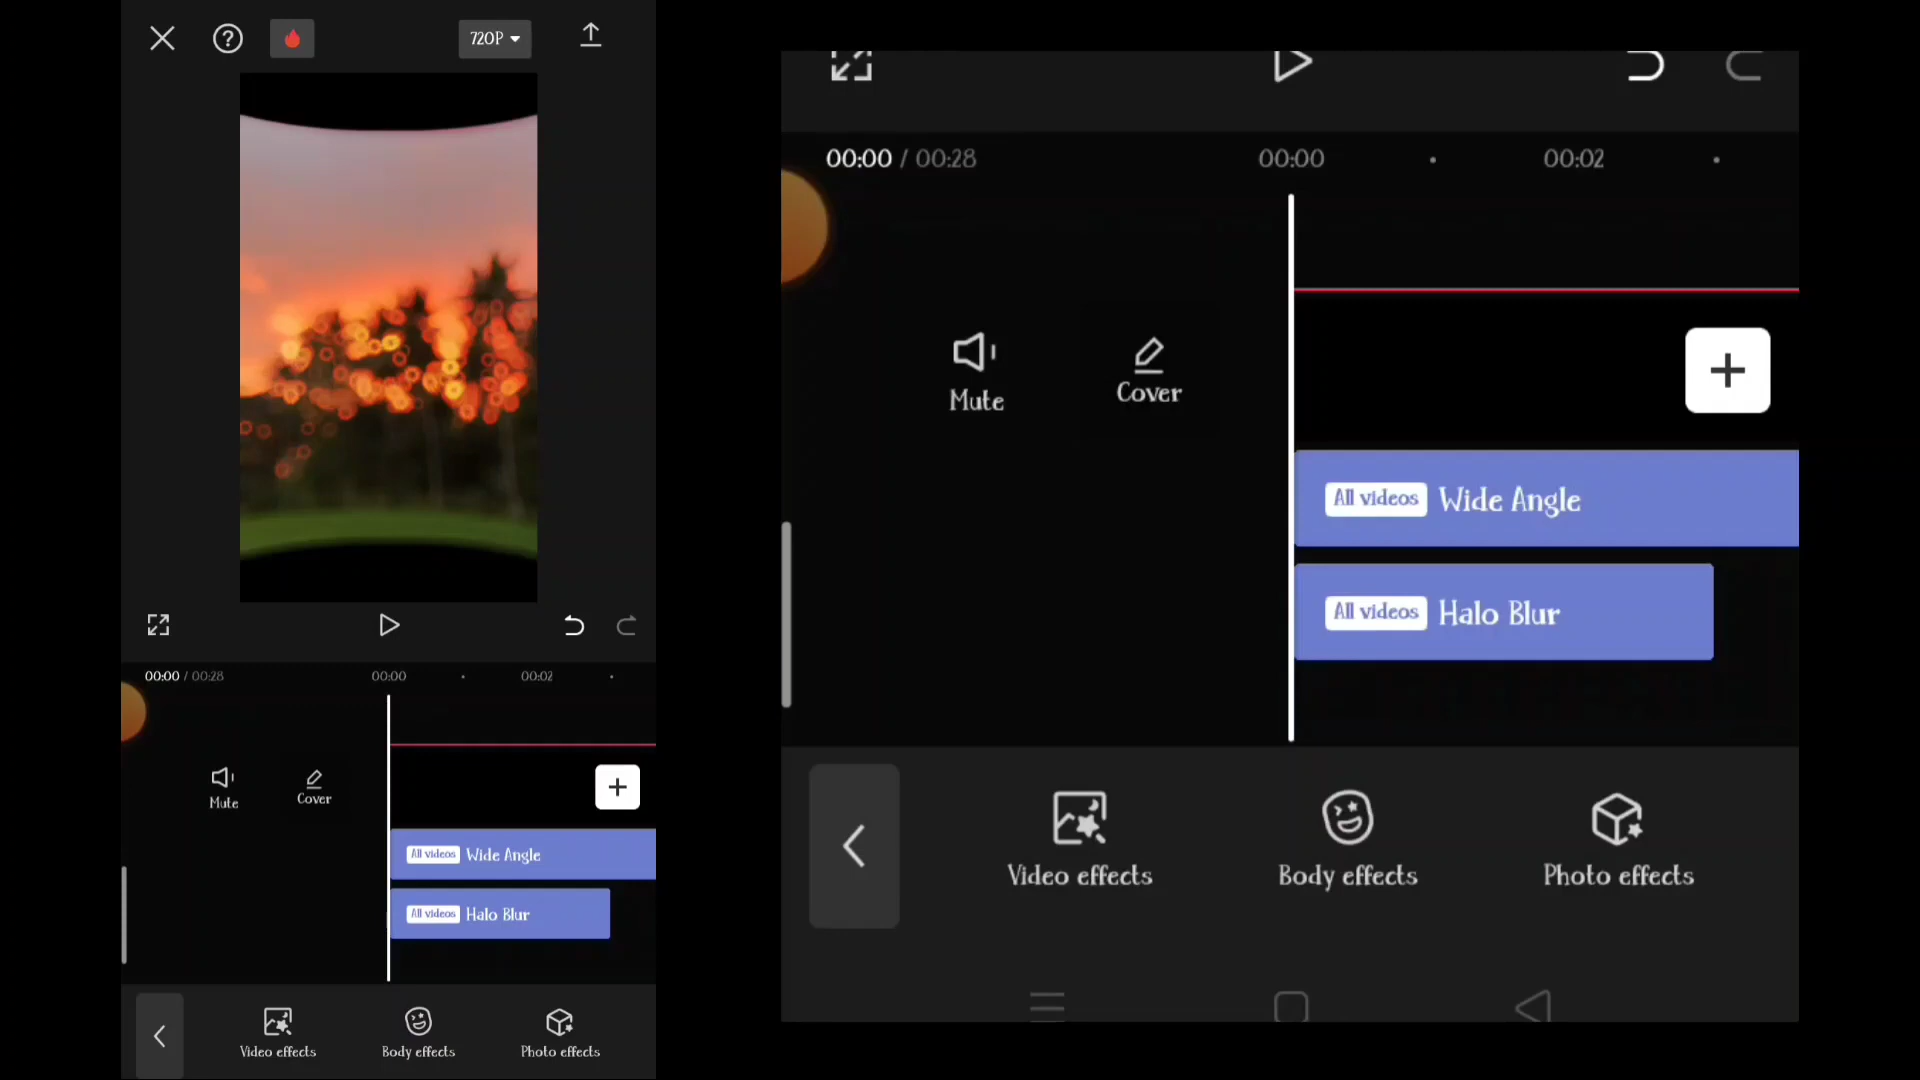 720P
00:00 / 00:28 00:00 00:02
Mute Cover
All videos Wide Angle
All videos Halo Blur
Video effects Body effects Photo effects
00:00 / 00:28 00:00 00:02
Mute Cover
All videos Wide Angle
All videos Halo Blur
Video effects Body effects Photo effects